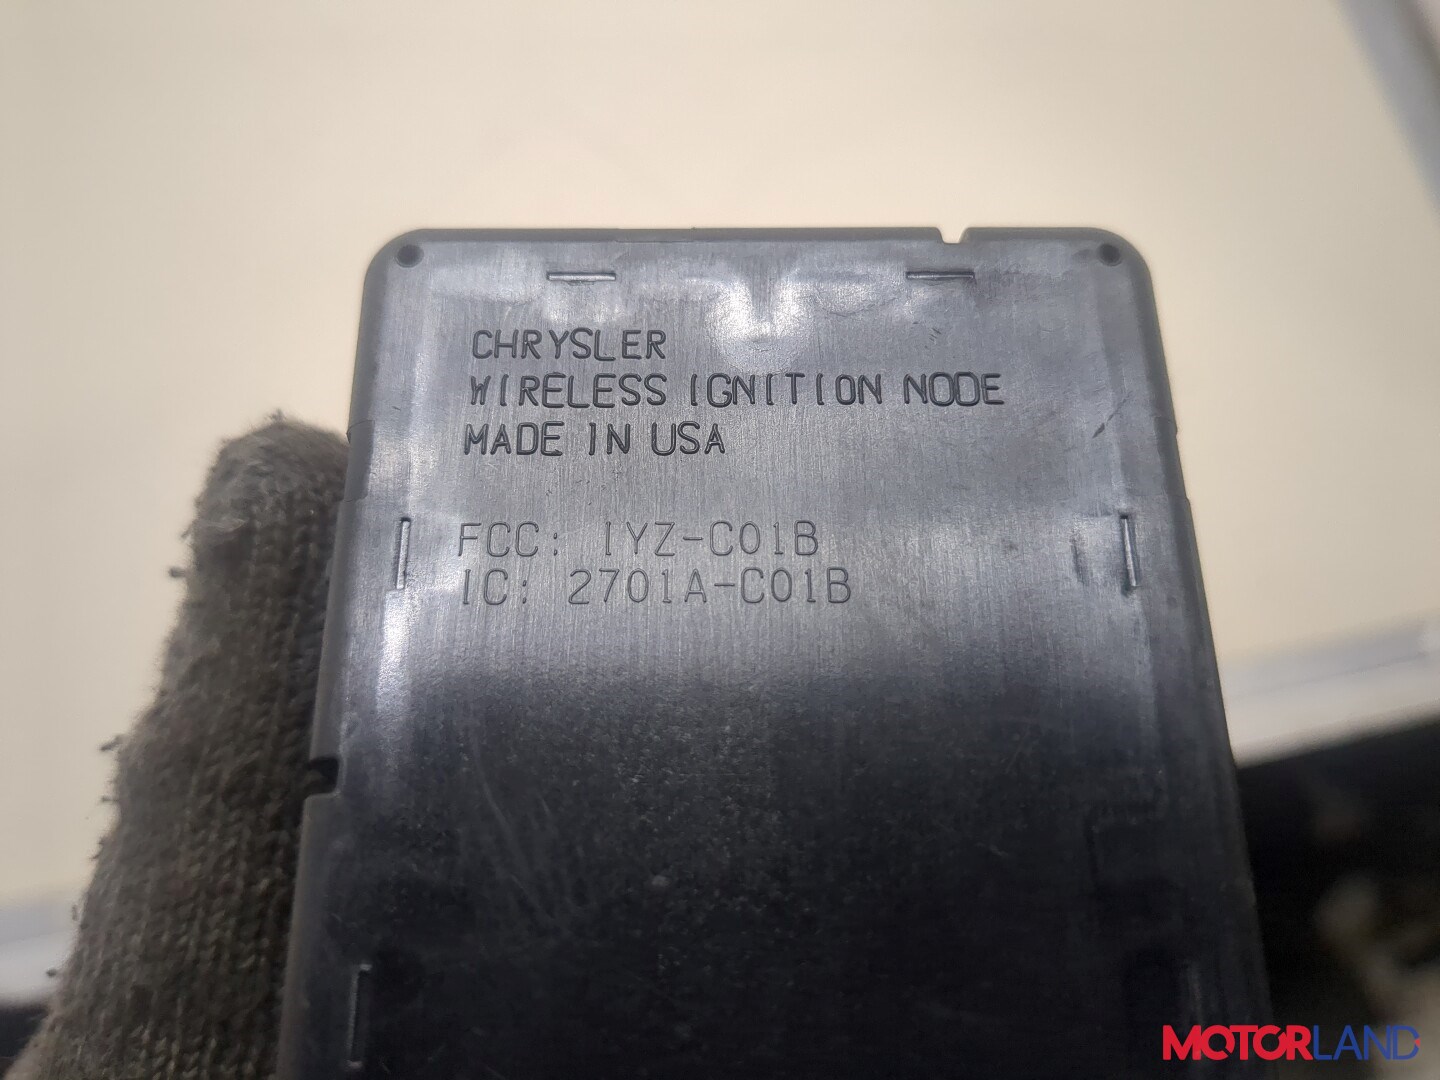 CHRYSLER
WIRELESS IGNITION NODE
MADE IN USA
FCC: IYZ-C01B
IC: 2701A-C01B
MOTORLAND